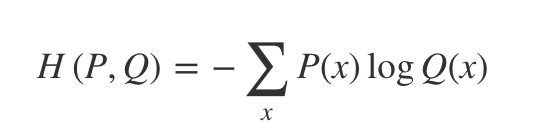 H (P, Q) = − ∑ P(x) log Q(x)
x